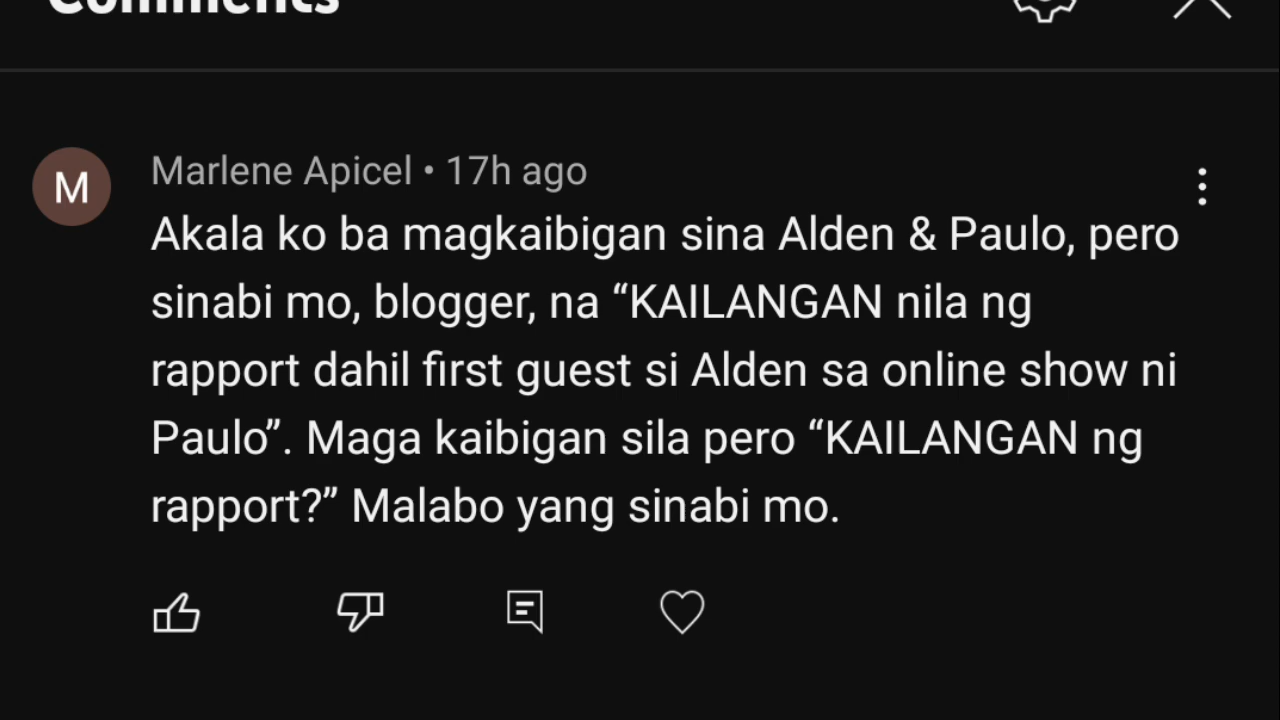 Comments
M
Marlene Apicel • 17h ago
Akala ko ba magkaibigan sina Alden & Paulo, pero
sinabi mo, blogger, na “KAILANGAN nila ng
rapport dahil first guest si Alden sa online show ni
Paulo”. Maga kaibigan sila pero “KAILANGAN ng
rapport?” Malabo yang sinabi mo.